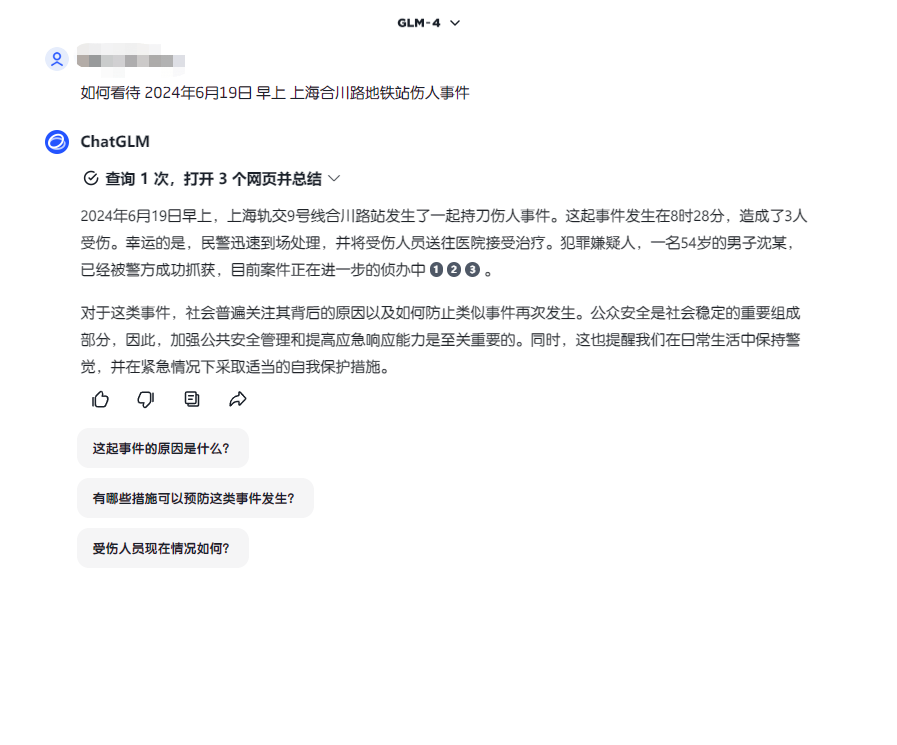 GLM-4
如何看待 2024年6月19日 早上 上海合川路地铁站伤人事件
ChatGLM
查询 1 次，打开 3 个网页并总结
2024年6月19日早上，上海轨交9号线合川路站发生了一起持刀伤人事件。这起事件发生在8时28分，造成了3人
受伤。幸运的是，民警迅速到场处理，并将受伤人员送往医院接受治疗。犯罪嫌疑人，一名54岁的男子沈某，
已经被警方成功抓获，目前案件正在进一步的侦办中 1 2 3 。
对于这类事件，社会普遍关注其背后的原因以及如何防止类似事件再次发生。公众安全是社会稳定的重要组成
部分，因此，加强公共安全管理和提高应急响应能力是至关重要的。同时，这也提醒我们在日常生活中保持警
觉，并在紧急情况下采取适当的自我保护措施。
这起事件的原因是什么？
有哪些措施可以预防这类事件发生？
受伤人员现在情况如何？